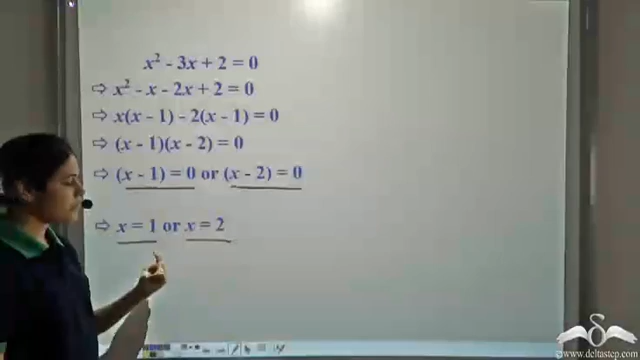 x² - 3x + 2 = 0
⇨ x² - x - 2x + 2 = 0
⇨ x(x - 1) - 2(x - 1) = 0
⇨ (x - 1)(x - 2) = 0
⇨ (x - 1) = 0 or (x - 2) = 0
⇨ x = 1 or x = 2
© www.deltastep.com